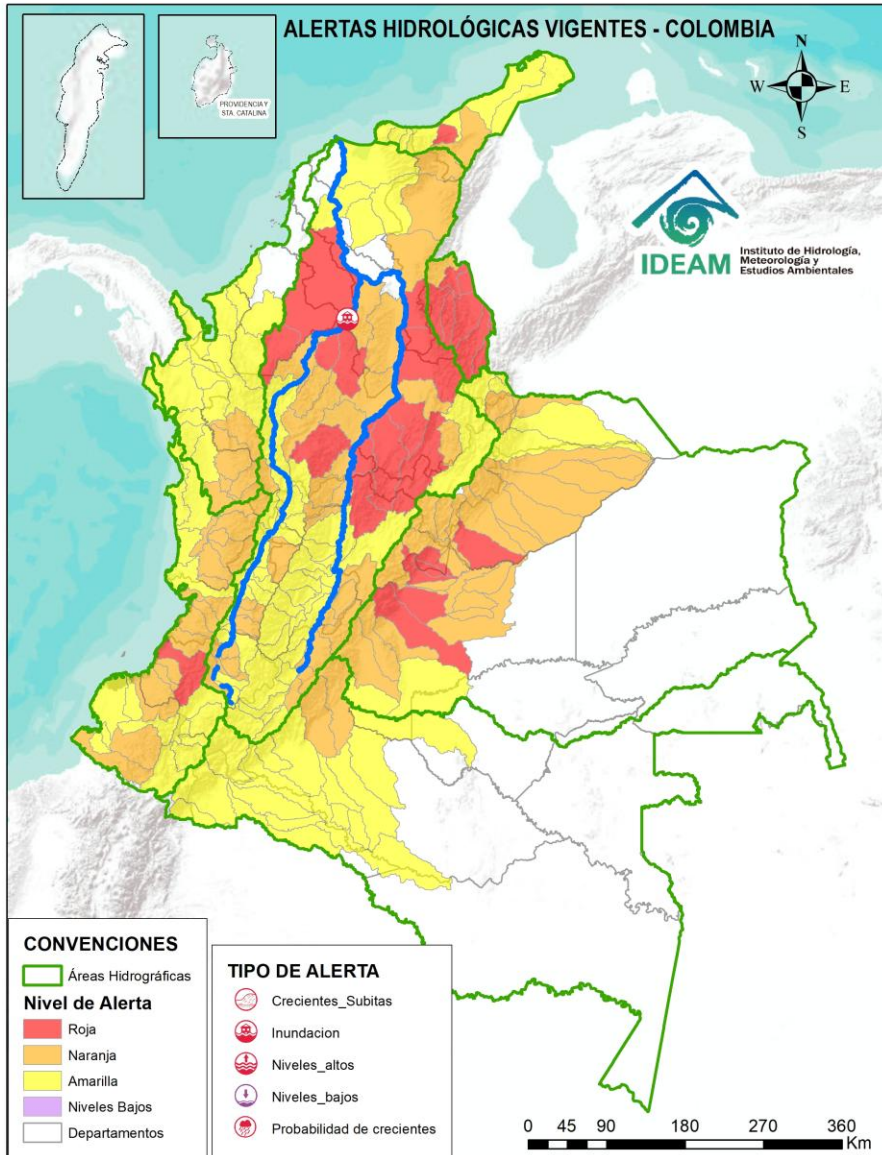 ALERTAS HIDROLÓGICAS VIGENTES - COLOMBIA
PROVIDENCIA Y
STA. CATALINA
N
W
E
S
IDEAM
Instituto de Hidrología,
Meteorología y
Estudios Ambientales
CONVENCIONES
Áreas Hidrográficas
Nivel de Alerta
Roja
Naranja
Amarilla
Niveles Bajos
Departamentos
TIPO DE ALERTA
Crecientes_Subitas
Inundacion
Niveles_altos
Niveles_bajos
Probabilidad de crecientes
0 45 90 180 270 360
Km